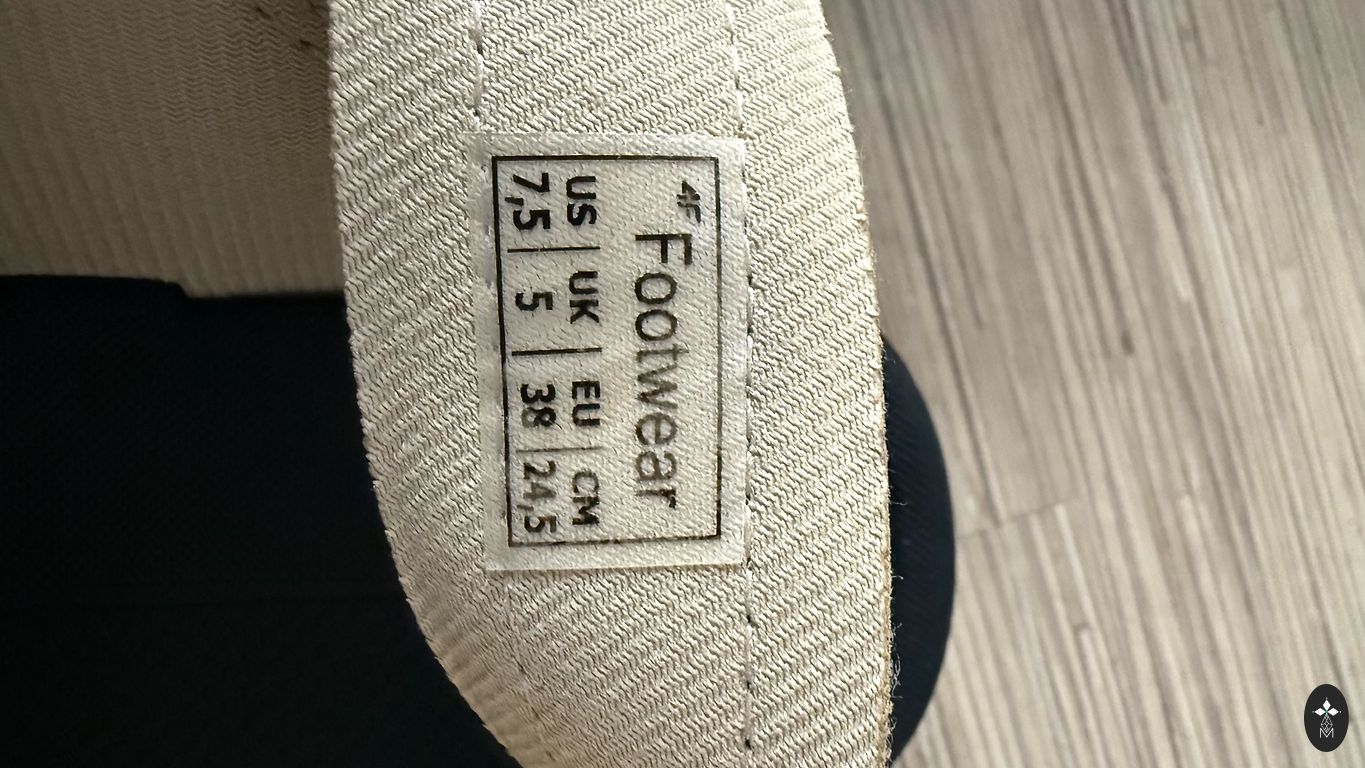 4F
Footwear
US | UK | EU | CM
7,5 | 5 | 38 | 24,5
M